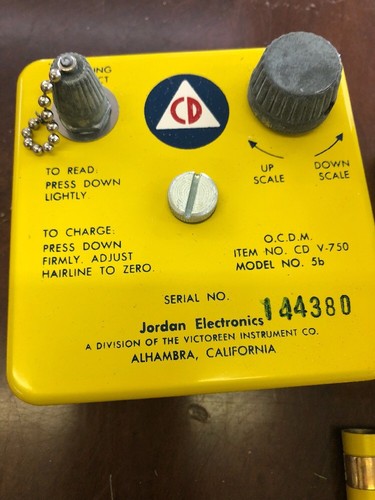 CD
TO READ:
PRESS DOWN
LIGHTLY.
UP
SCALE
DOWN
SCALE
TO CHARGE:
PRESS DOWN
FIRMLY. ADJUST
HAIRLINE TO ZERO.
O.C.D.M.
ITEM NO. CD V-750
MODEL NO. 5b
SERIAL NO. 144380
Jordan Electronics
A DIVISION OF THE VICTOREEN INSTRUMENT CO.
ALHAMBRA, CALIFORNIA